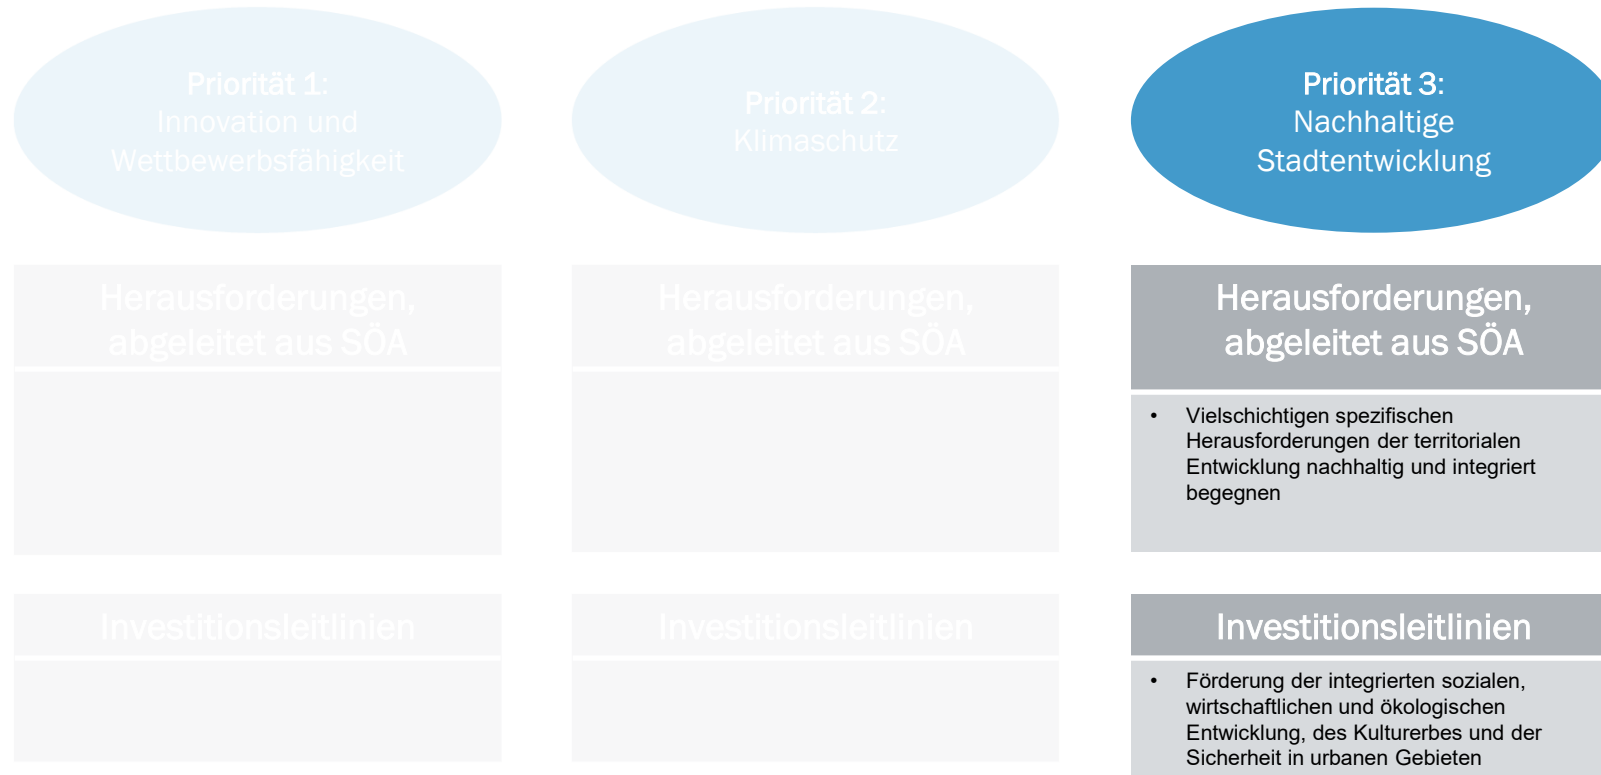 Priorität 1:
Innovation und
Wettbewerbsfähigkeit
Herausforderungen,
abgeleitet aus SÖA
Investitionsleitlinien
Priorität 2:
Klimaschutz
Herausforderungen,
abgeleitet aus SÖA
Investitionsleitlinien
Priorität 3:
Nachhaltige
Stadtentwicklung
Herausforderungen,
abgeleitet aus SÖA
• Vielschichtigen spezifischen
Herausforderungen der territorialen
Entwicklung nachhaltig und integriert
begegnen
Investitionsleitlinien
• Förderung der integrierten sozialen,
wirtschaftlichen und ökologischen
Entwicklung, des Kulturerbes und der
Sicherheit in urbanen Gebieten